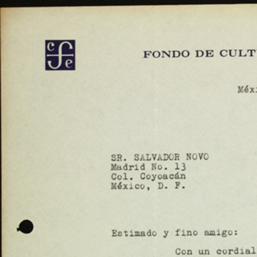 cfe
FONDO DE CULT
Méxi
SR. SALVADOR NOVO
Madrid No. 13
Col. Coyoacán
México, D. F.
Estimado y fino amigo:
Con un cordial